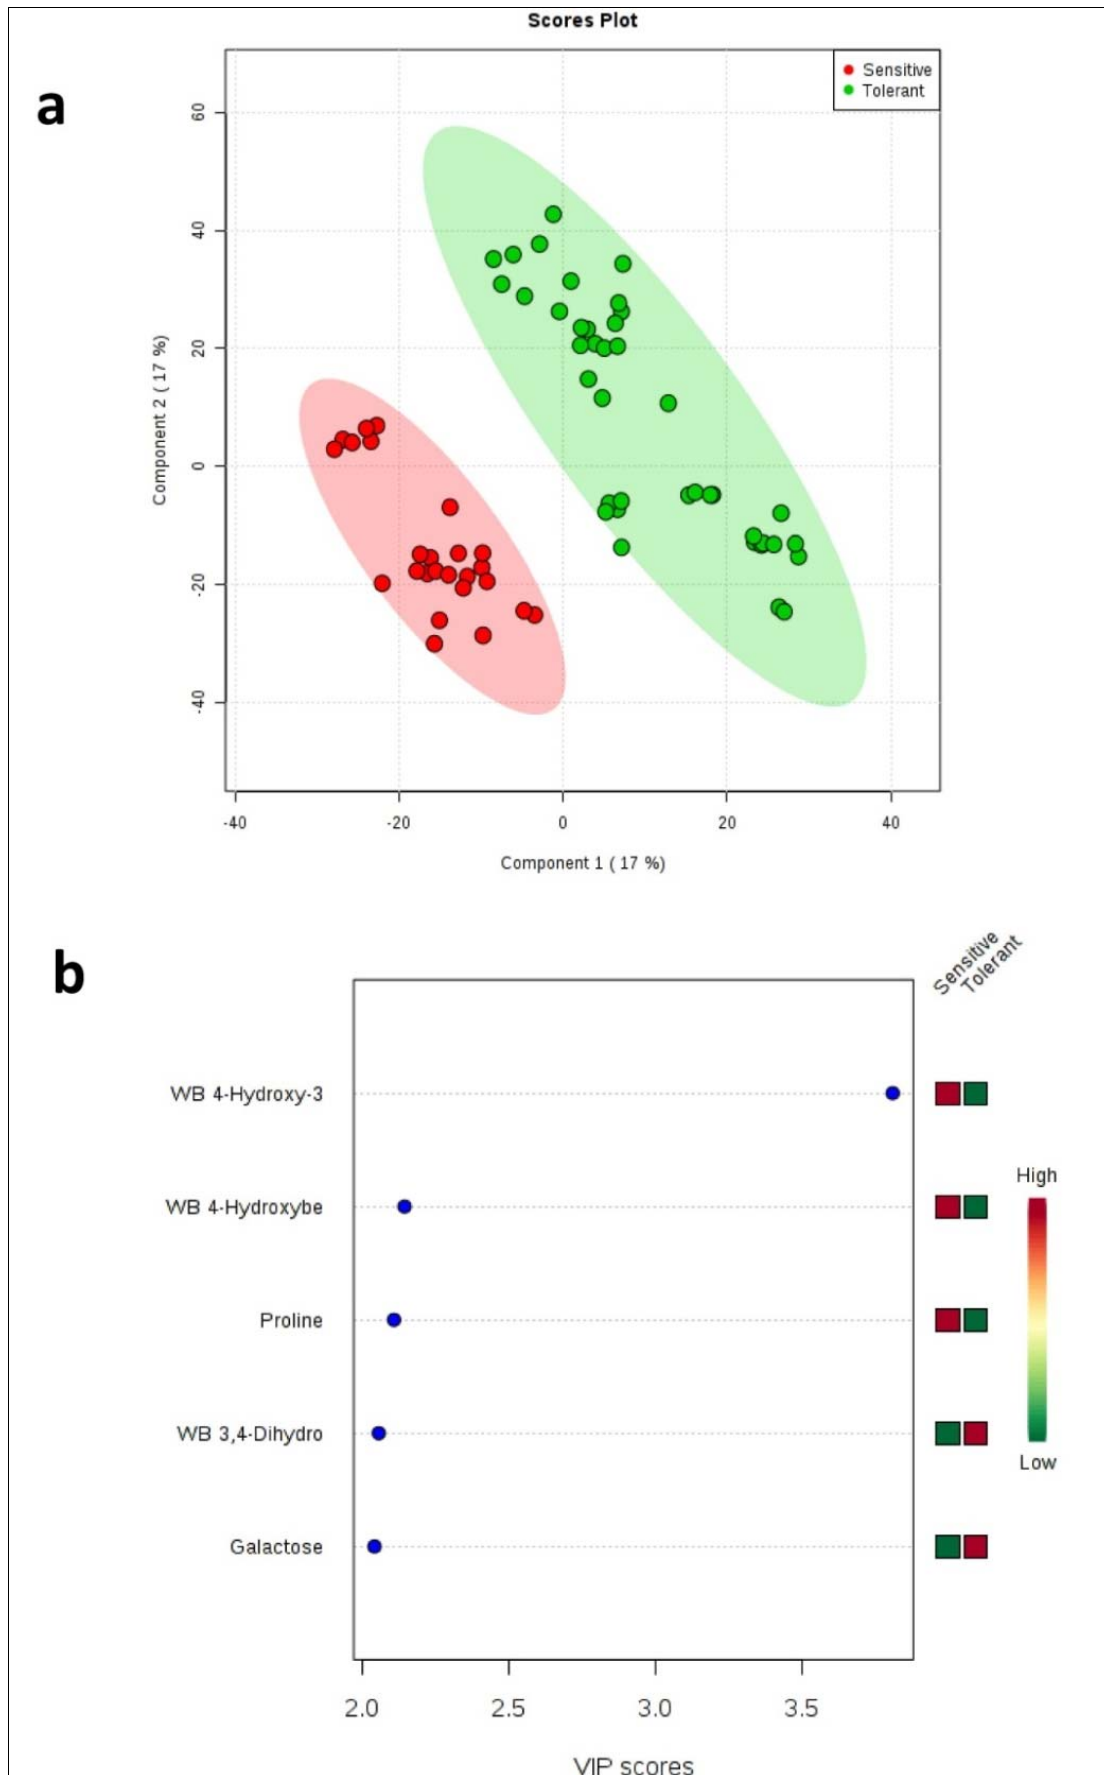 Scores Plot
a
Sensitive
Tolerant
60
40
20
0
-20
-40
Component 2 ( 17 %)
-40
-20
0
20
40
Component 1 ( 17 %)
b
Sensitive
Tolerant
WB 4-Hydroxy-3
WB 4-Hydroxybe
Proline
WB 3,4-Dihydro
Galactose
High
Low
2.0
2.5
3.0
3.5
VIP scores